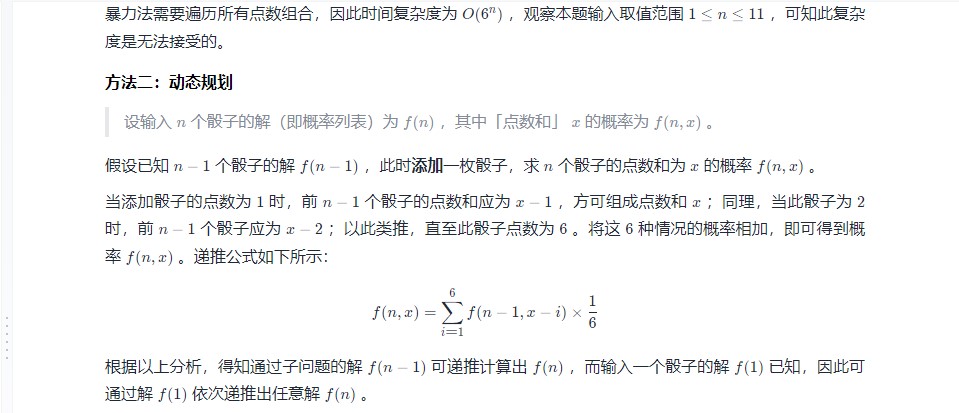 暴力法需要遍历所有点数组合，因此时间复杂度为 O(6ⁿ) ，观察本题输入取值范围 1 ≤ n ≤ 11 ，可知此复杂
度是无法接受的。
方法二：动态规划
设输入 n 个骰子的解（即概率列表）为 f(n) ，其中「点数和」 x 的概率为 f(n, x) 。
假设已知 n − 1 个骰子的解 f(n − 1) ，此时添加一枚骰子，求 n 个骰子的点数和为 x 的概率 f(n, x) 。
当添加骰子的点数为 1 时，前 n − 1 个骰子的点数和应为 x − 1 ，方可组成点数和 x ；同理，当此骰子为 2
时，前 n − 1 个骰子应为 x − 2 ；以此类推，直至此骰子点数为 6 。将这 6 种情况的概率相加，即可得到概
率 f(n, x) 。递推公式如下所示：
f(n, x) = \sum_{i=1}^{6} f(n − 1, x − i) × \frac{1}{6}
根据以上分析，得知通过子问题的解 f(n − 1) 可递推计算出 f(n) ，而输入一个骰子的解 f(1) 已知，因此可
通过解 f(1) 依次递推出任意解 f(n) 。